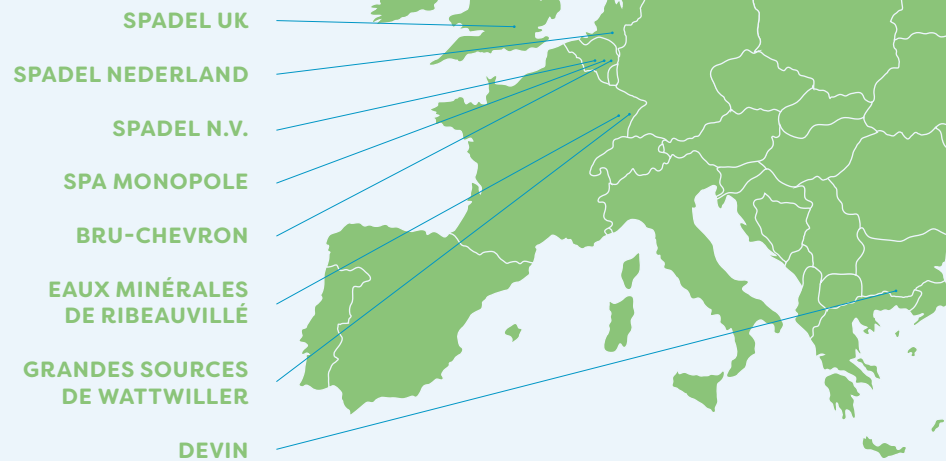 SPADEL UK
SPADEL NEDERLAND
SPADEL N.V.
SPA MONOPOLE
BRU-CHEVRON
EAUX MINÉRALES
DE RIBEAUVILLÉ
GRANDES SOURCES
DE WATTWILLER
DEVIN